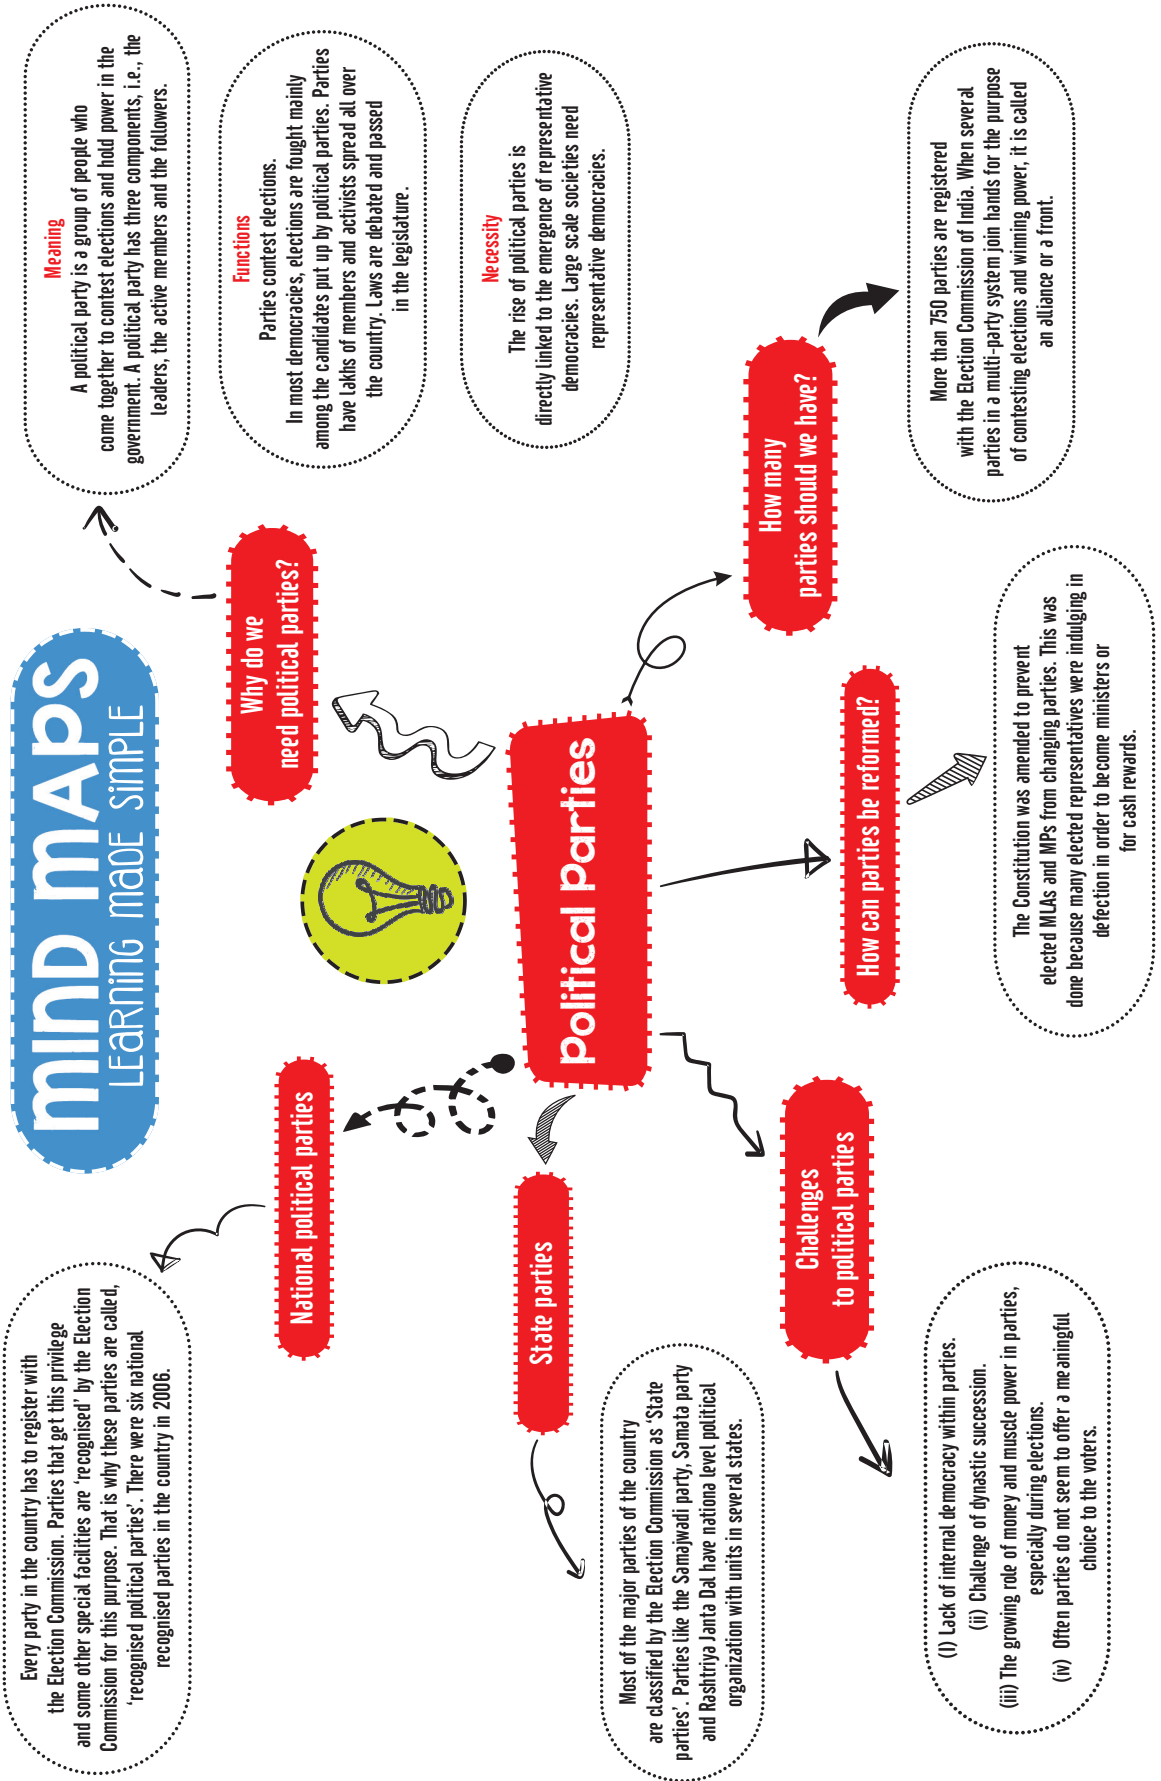 MIND MAPS
LEARNING MADE SIMPLE
Political Parties
Why do we
need political parties?
Meaning
A political party is a group of people who
come together to contest elections and hold power in the
government. A political party has three components, i.e., the
leaders, the active members and the followers.
Functions
Parties contest elections.
In most democracies, elections are fought mainly
among the candidates put up by political parties. Parties
have lakhs of members and activists spread all over
the country. Laws are debated and passed
in the legislature.
Necessity
The rise of political parties is
directly linked to the emergence of representative
democracies. Large scale societies need
representative democracies.
How many
parties should we have?
More than 750 parties are registered
with the Election Commission of India. When several
parties in a multi-party system join hands for the purpose
of contesting elections and winning power, it is called
an alliance or a front.
How can parties be reformed?
The Constitution was amended to prevent
elected MLAs and MPs from changing parties. This was
done because many elected representatives were indulging in
defection in order to become ministers or
for cash rewards.
Challenges
to political parties
(I) Lack of internal democracy within parties.
(ii) Challenge of dynastic succession.
(iii) The growing role of money and muscle power in parties,
especially during elections.
(iv) Often parties do not seem to offer a meaningful
choice to the voters.
State parties
Most of the major parties of the country
are classified by the Election Commission as 'State
parties'. Parties like the Samajwadi party, Samata party
and Rashtriya Janta Dal have national level political
organization with units in several states.
National political parties
Every party in the country has to register with
the Election Commission. Parties that get this privilege
and some other special facilities are 'recognised' by the Election
Commission for this purpose. That is why these parties are called,
'recognised political parties'. There were six national
recognised parties in the country in 2006.